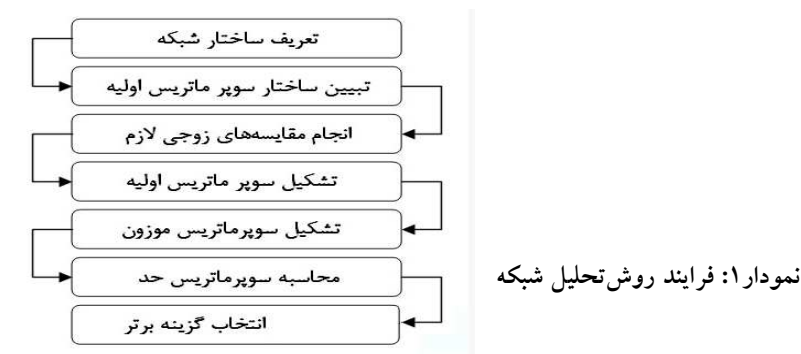 تعریف ساختار شبکه
تبیین ساختار سوپر ماتریس اولیه
انجام مقایسه‌های زوجی لازم
تشکیل سوپر ماتریس اولیه
تشکیل سوپرماتریس موزون
محاسبه سوپرماتریس حد
انتخاب گزینه برتر
نمودار۱: فرایند روش‌تحلیل شبکه